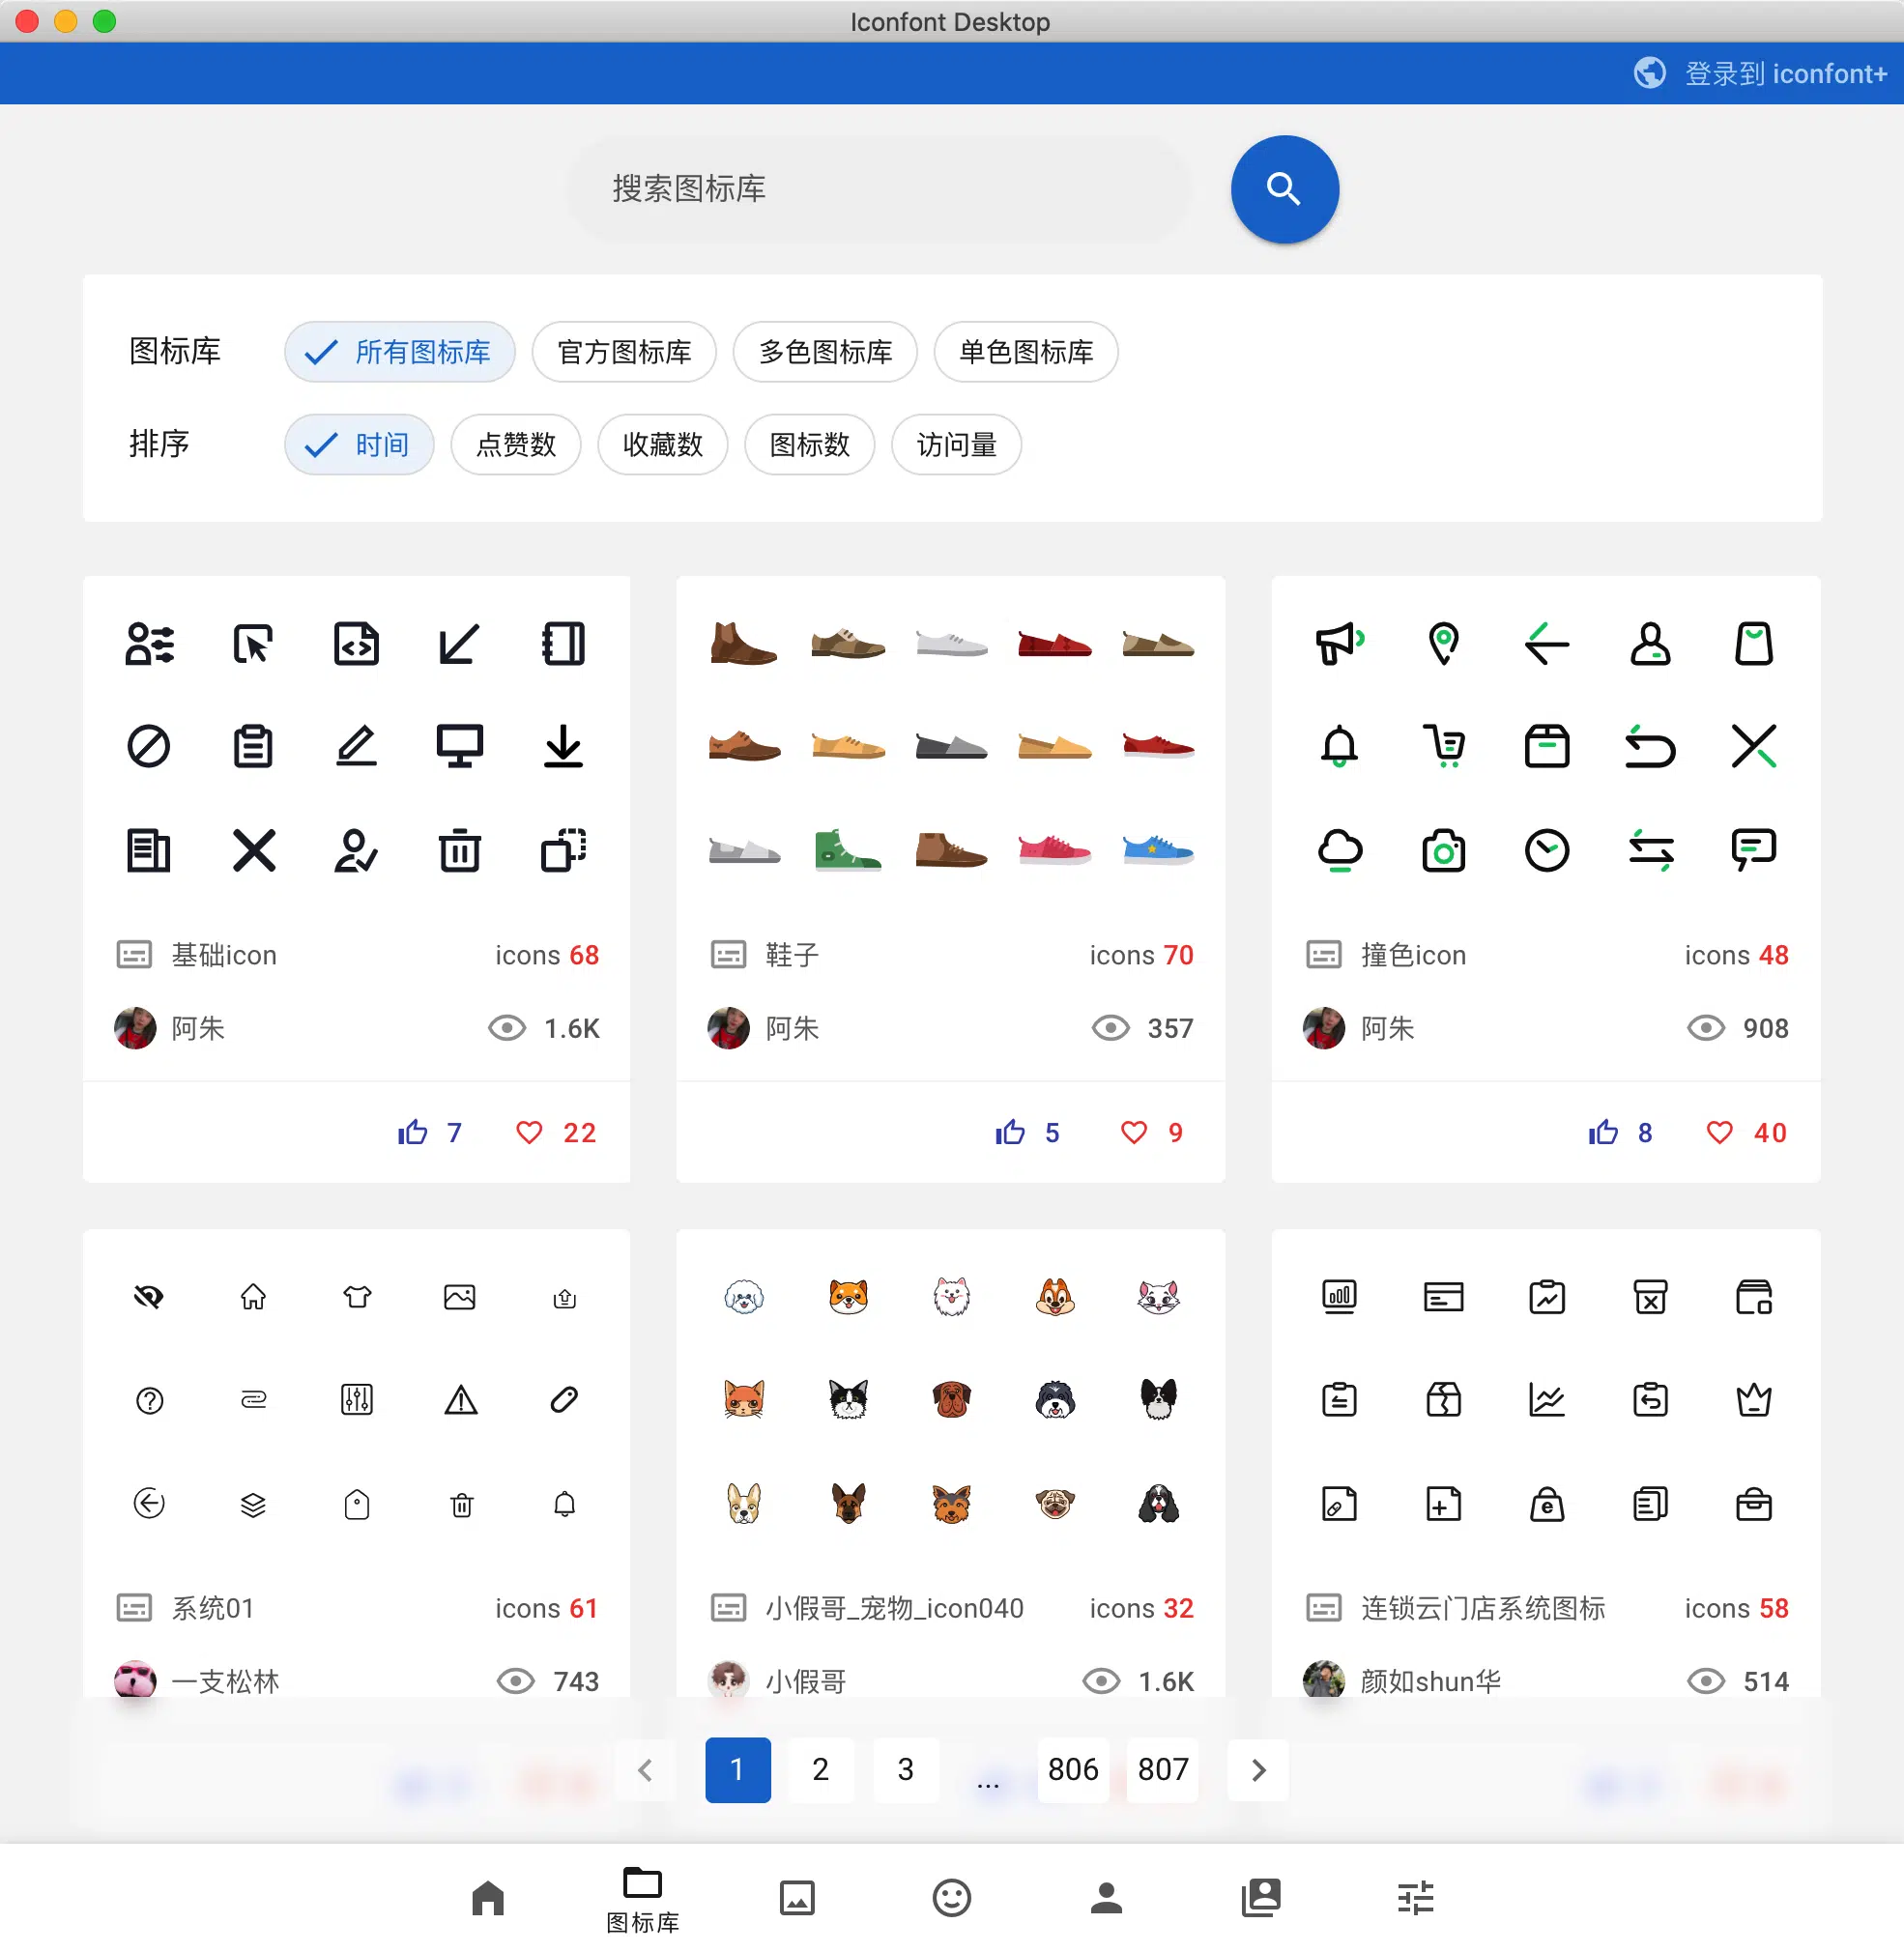 Iconfont Desktop
登录到 iconfont+
搜索图标库
图标库 所有图标库 官方图标库 多色图标库 单色图标库
排序 时间 点赞数 收藏数 图标数 访问量
基础icon icons 68
阿朱 1.6K
7 22
鞋子 icons 70
阿朱 357
5 9
撞色icon icons 48
阿朱 908
8 40
系统01 icons 61
一支松林 743
小假哥_宠物_icon040 icons 32
小假哥 1.6K
连锁云门店系统图标 icons 58
颜如shun华 514
1 2 3 ... 806 807
图标库